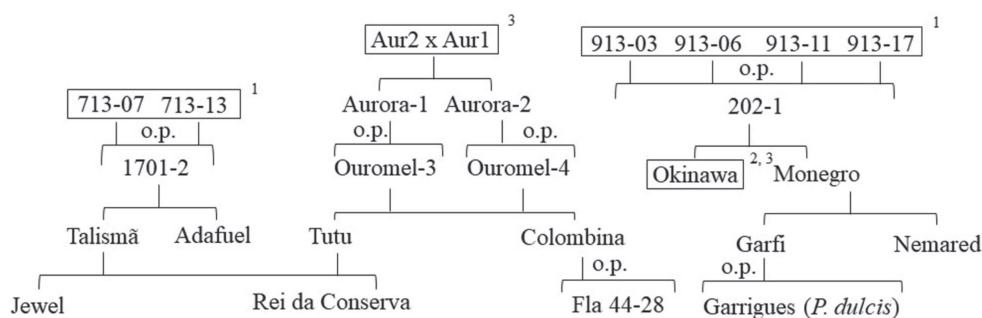 Aur2 x Aur1 3
913-03 913-06 913-11 913-17 1
o.p.
713-07 713-13 1
o.p.
Aurora-1 Aurora-2
o.p. o.p.
202-1
1701-2
Ouromel-3 Ouromel-4
Okinawa 2, 3 Monegro
Talismã Adafuel Tutu Colombina Garfi Nemared
o.p. o.p.
Jewel Rei da Conserva Fla 44-28 Garrigues (P. dulcis)